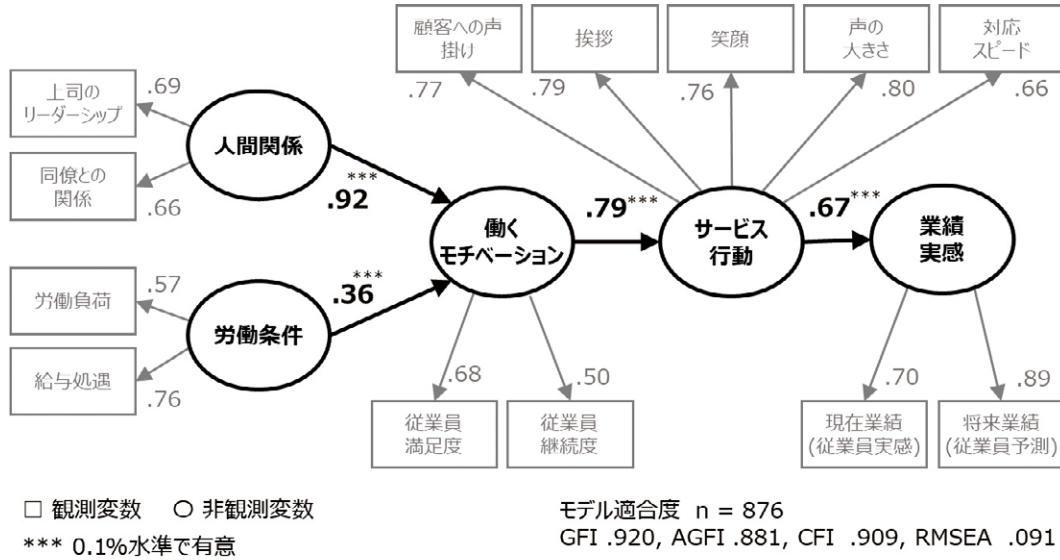 顧客への声
掛け
挨拶
笑顔
声の
大きさ
対応
スピード
.77
.79
.76
.80
.66
上司の
リーダーシップ
.69
同僚との
関係
.66
人間関係
.92***
労働負荷
.57
給与処遇
.76
労働条件
.36***
働く
モチベーション
.79***
サービス
行動
.67***
業績
実感
.68
.50
従業員
満足度
従業員
継続度
.70
.89
現在業績
(従業員実感)
将来業績
(従業員予測)
□ 観測変数 ○ 非観測変数
*** 0.1%水準で有意
モデル適合度 n = 876
GFI .920, AGFI .881, CFI .909, RMSEA .091